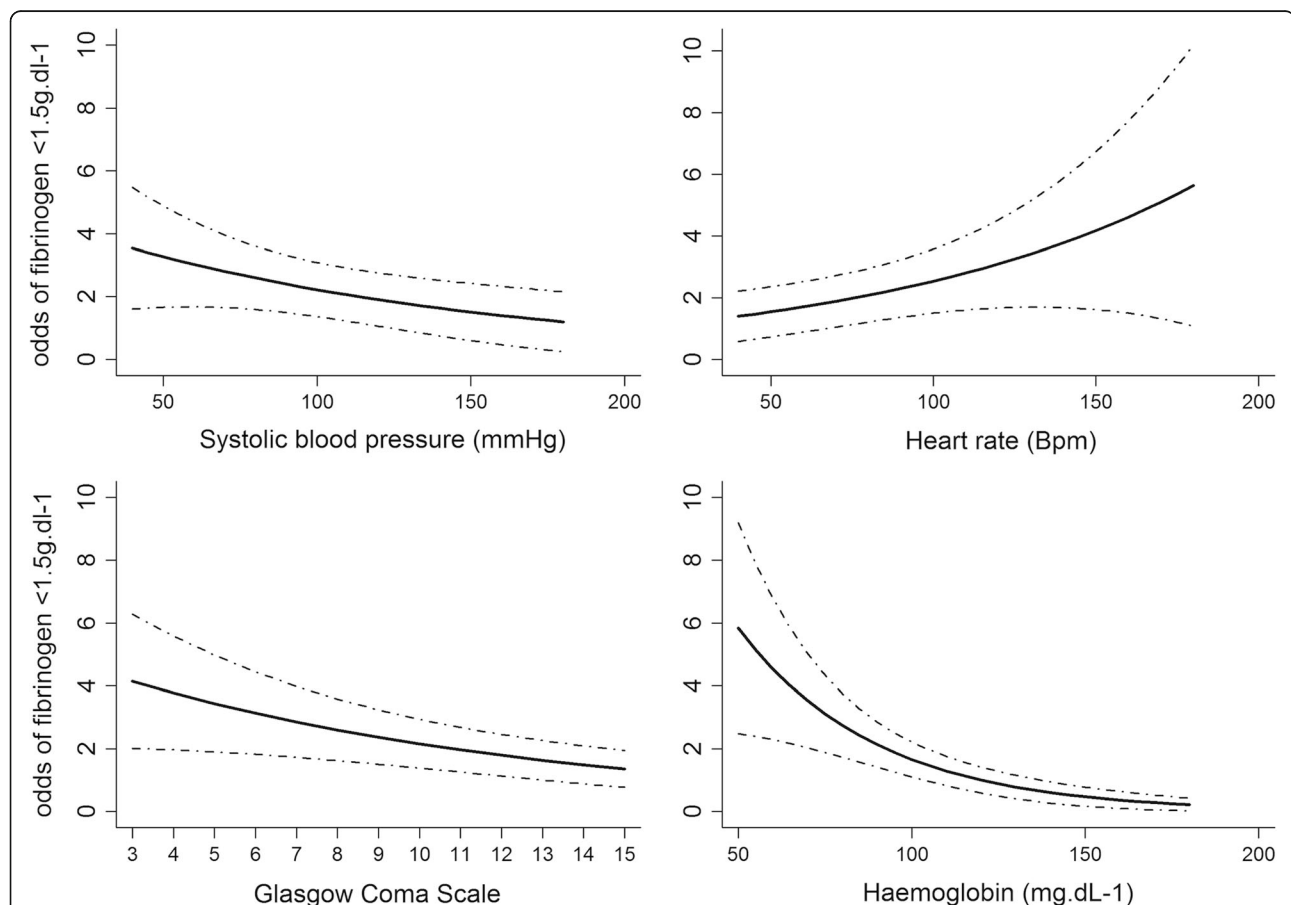 odds of fibrinogen <1.5g.dl-1
10
8
6
4
2
0
50 100 150 200
Systolic blood pressure (mmHg)
10
8
6
4
2
0
50 100 150 200
Heart rate (Bpm)
odds of fibrinogen <1.5g.dl-1
10
8
6
4
2
0
3 4 5 6 7 8 9 10 11 12 13 14 15
Glasgow Coma Scale
10
8
6
4
2
0
50 100 150 200
Haemoglobin (mg.dL-1)